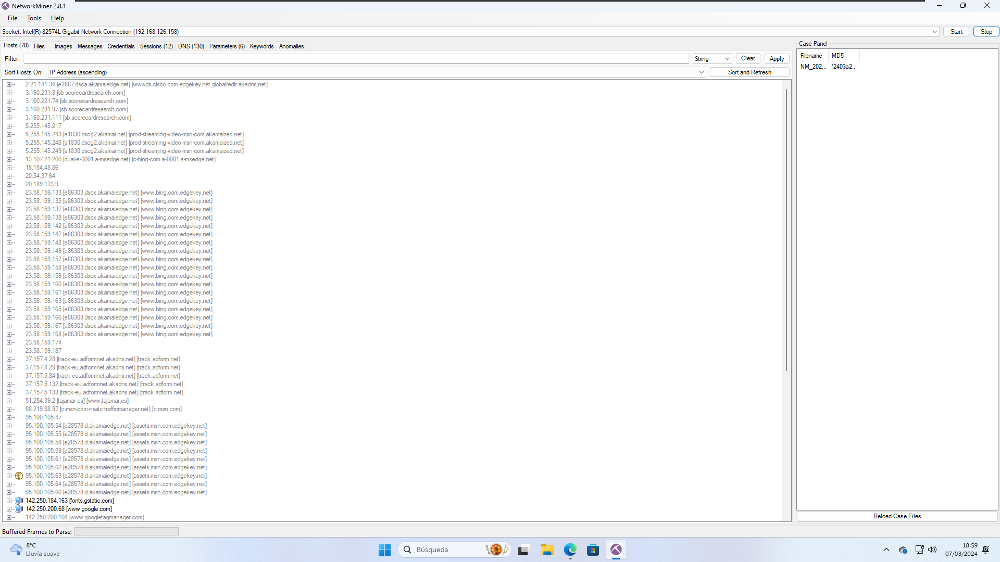 NetworkMiner 2.8.1
File Tools Help
Socket: Intel(R) 82574L Gigabit Network Connection (192.168.126.158)
Start Stop
Hosts (78) Files Images Messages Credentials Sessions (12) DNS (130) Parameters (6) Keywords Anomalies
Filter: String Clear Apply
Sort Hosts On: IP Address (ascending) Sort and Refresh
2.21.141.34 [e2867.dsca.akamaiedge.net] [wwwds.cisco.com.edgekey.net.globalredir.akadns.net]
3.160.231.8 [sb.scorecardresearch.com]
3.160.231.74 [sb.scorecardresearch.com]
3.160.231.97 [sb.scorecardresearch.com]
3.160.231.111 [sb.scorecardresearch.com]
5.255.145.217
5.255.145.243 [a1830.dscg2.akamai.net] [prod-streaming-video-msn-com.akamaized.net]
5.255.145.248 [a1830.dscg2.akamai.net] [prod-streaming-video-msn-com.akamaized.net]
5.255.145.249 [a1830.dscg2.akamai.net] [prod-streaming-video-msn-com.akamaized.net]
13.107.21.200 [dual-a-0001.a-msedge.net] [c-bing-com.a-0001.a-msedge.net]
18.154.48.86
20.54.37.64
20.189.173.9
23.58.159.133 [e86303.dscx.akamaiedge.net] [www.bing.com.edgekey.net]
23.58.159.135 [e86303.dscx.akamaiedge.net] [www.bing.com.edgekey.net]
23.58.159.137 [e86303.dscx.akamaiedge.net] [www.bing.com.edgekey.net]
23.58.159.138 [e86303.dscx.akamaiedge.net] [www.bing.com.edgekey.net]
23.58.159.142 [e86303.dscx.akamaiedge.net] [www.bing.com.edgekey.net]
23.58.159.147 [e86303.dscx.akamaiedge.net] [www.bing.com.edgekey.net]
23.58.159.148 [e86303.dscx.akamaiedge.net] [www.bing.com.edgekey.net]
23.58.159.149 [e86303.dscx.akamaiedge.net] [www.bing.com.edgekey.net]
23.58.159.152 [e86303.dscx.akamaiedge.net] [www.bing.com.edgekey.net]
23.58.159.158 [e86303.dscx.akamaiedge.net] [www.bing.com.edgekey.net]
23.58.159.159 [e86303.dscx.akamaiedge.net] [www.bing.com.edgekey.net]
23.58.159.160 [e86303.dscx.akamaiedge.net] [www.bing.com.edgekey.net]
23.58.159.161 [e86303.dscx.akamaiedge.net] [www.bing.com.edgekey.net]
23.58.159.163 [e86303.dscx.akamaiedge.net] [www.bing.com.edgekey.net]
23.58.159.165 [e86303.dscx.akamaiedge.net] [www.bing.com.edgekey.net]
23.58.159.166 [e86303.dscx.akamaiedge.net] [www.bing.com.edgekey.net]
23.58.159.167 [e86303.dscx.akamaiedge.net] [www.bing.com.edgekey.net]
23.58.159.168 [e86303.dscx.akamaiedge.net] [www.bing.com.edgekey.net]
23.58.159.174
23.58.159.187
37.157.4.28 [track-eu.adformnet.akadns.net] [track.adform.net]
37.157.4.29 [track-eu.adformnet.akadns.net] [track.adform.net]
37.157.5.84 [track-eu.adformnet.akadns.net] [track.adform.net]
37.157.5.132 [track-eu.adformnet.akadns.net] [track.adform.net]
37.157.5.133 [track-eu.adformnet.akadns.net] [track.adform.net]
51.254.39.2 [tajamar.es] [www.tajamar.es]
68.219.88.97 [c-msn-com-nsatc.trafficmanager.net] [c.msn.com]
95.100.105.47
95.100.105.54 [e28578.d.akamaiedge.net] [assets.msn.com.edgekey.net]
95.100.105.55 [e28578.d.akamaiedge.net] [assets.msn.com.edgekey.net]
95.100.105.58 [e28578.d.akamaiedge.net] [assets.msn.com.edgekey.net]
95.100.105.59 [e28578.d.akamaiedge.net] [assets.msn.com.edgekey.net]
95.100.105.61 [e28578.d.akamaiedge.net] [assets.msn.com.edgekey.net]
95.100.105.62 [e28578.d.akamaiedge.net] [assets.msn.com.edgekey.net]
95.100.105.63 [e28578.d.akamaiedge.net] [assets.msn.com.edgekey.net]
95.100.105.64 [e28578.d.akamaiedge.net] [assets.msn.com.edgekey.net]
95.100.105.66 [e28578.d.akamaiedge.net] [assets.msn.com.edgekey.net]
142.250.184.163 [fonts.gstatic.com]
142.250.200.68 [www.google.com]
142.250.200.104 [www.googletagmanager.com]
Case Panel
Filename MD5
NM_202... f2403a2...
Reload Case Files
Buffered Frames to Parse:
8°C
Lluvia suave
Búsqueda
18:59
07/03/2024